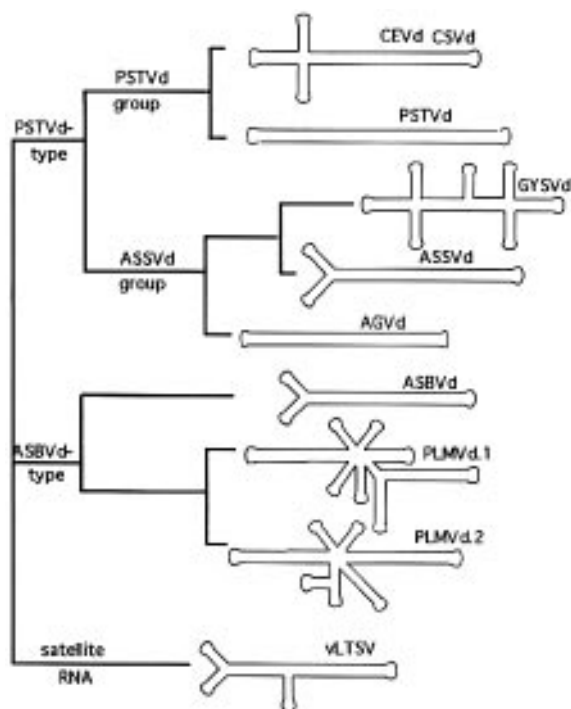 CEVd CSVd
PSTVd
group
PSTVd
PSTVd-
type
GYSVd
ASSVd
group
ASSVd
AGVd
ASBVd
ASBVd-
type
PLMVd.1
PLMVd.2
satellite
RNA
vLTSV